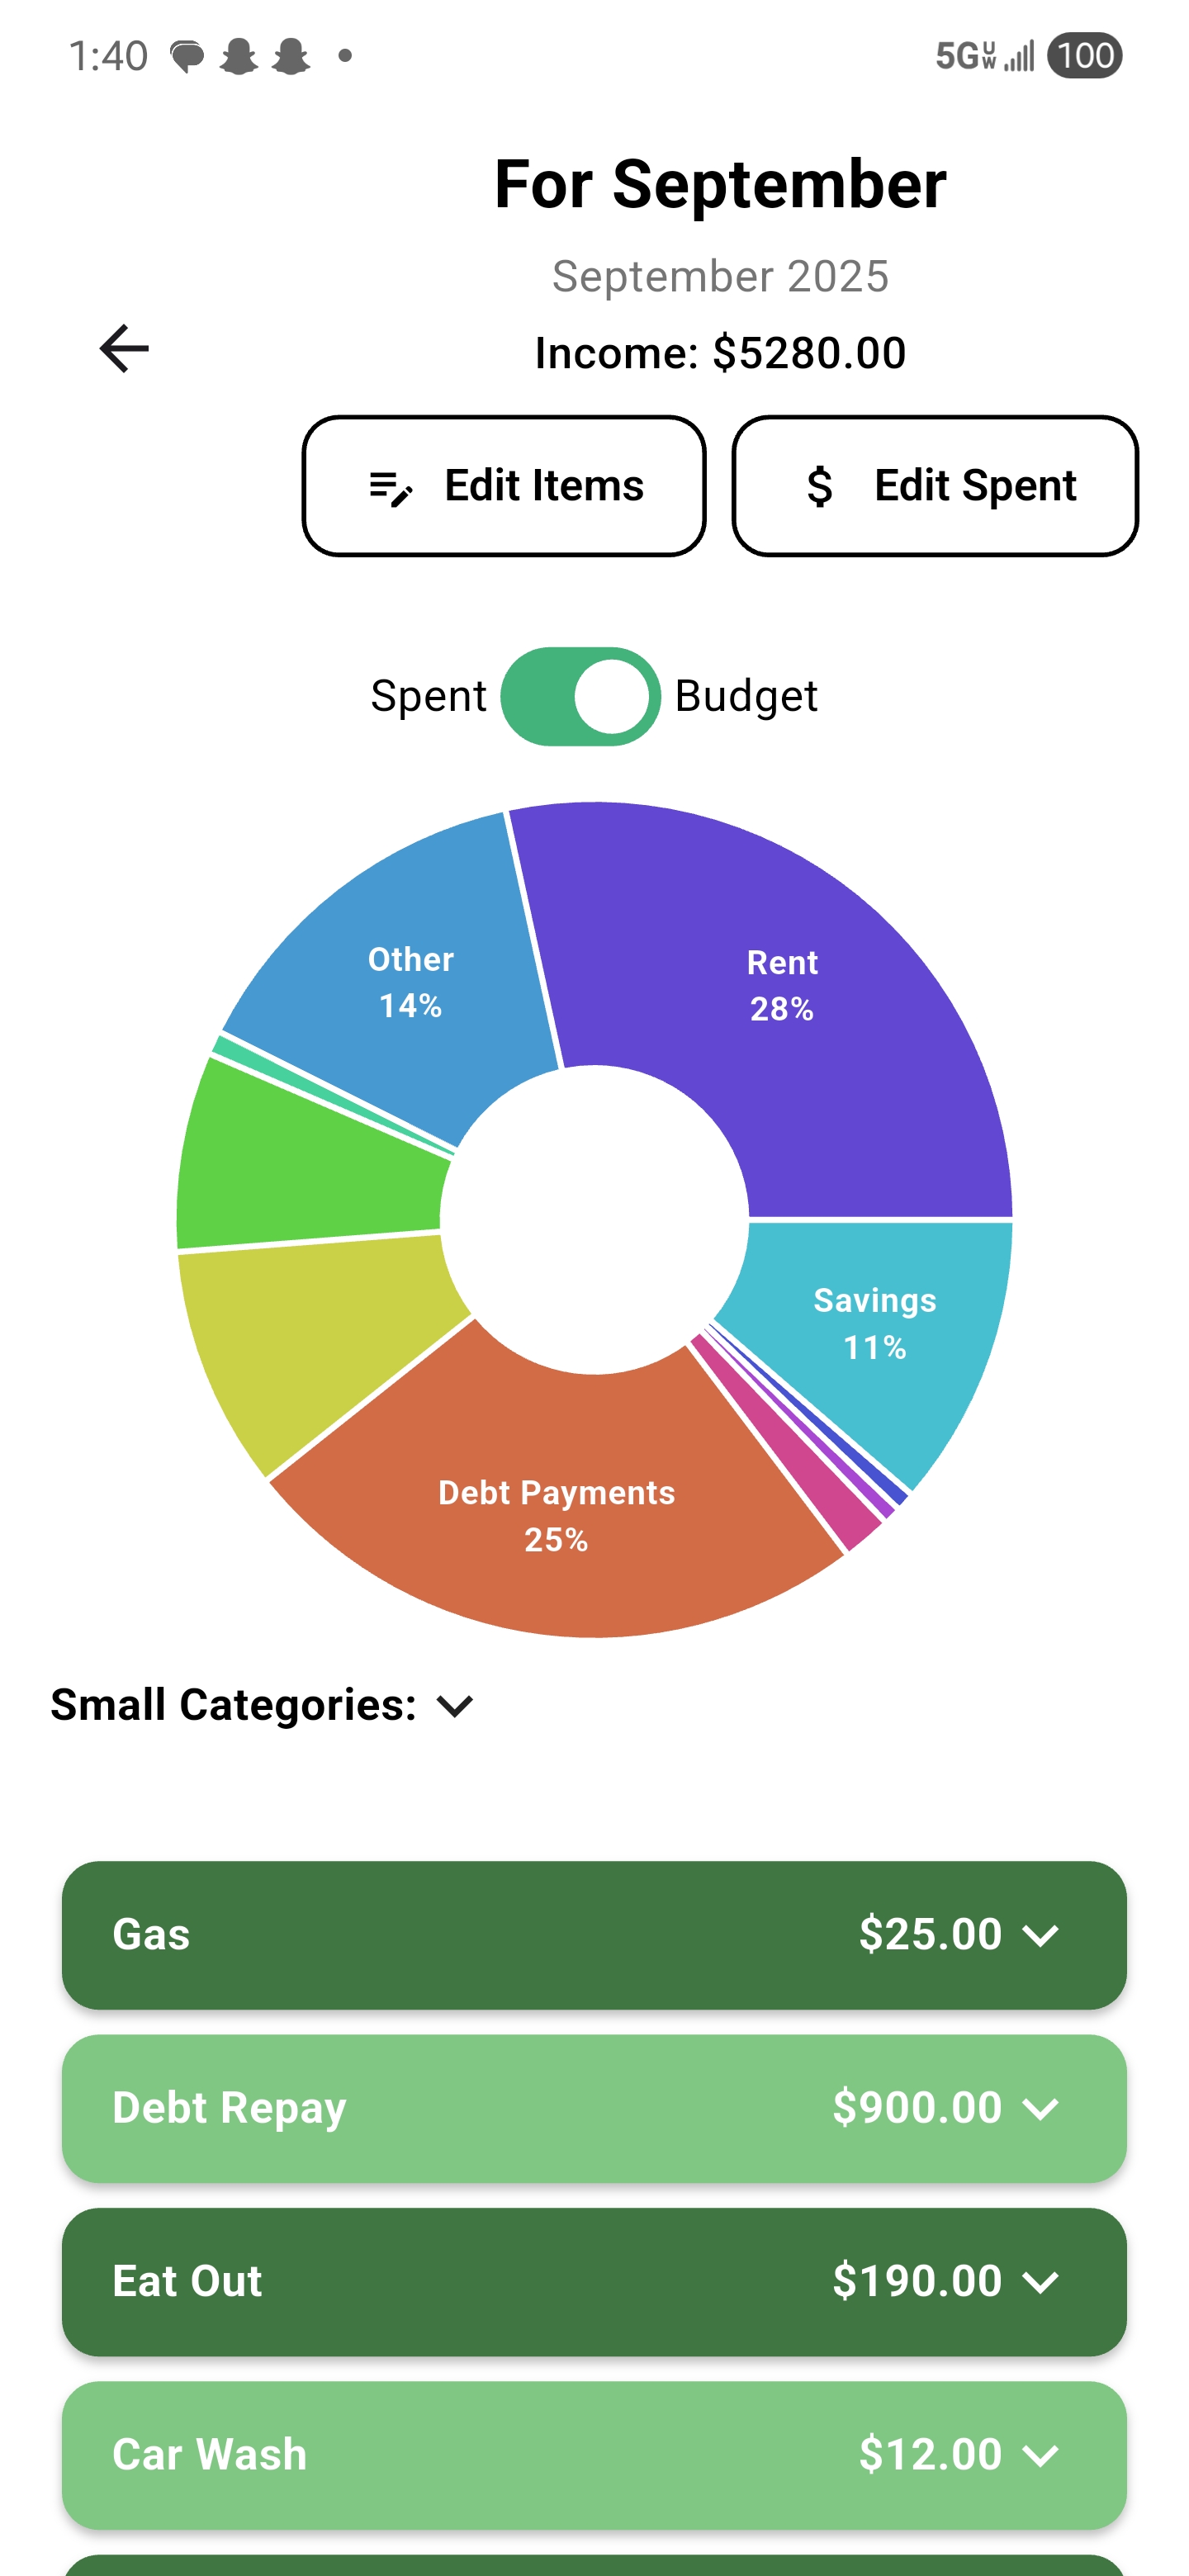 1:40
5G UW 100
For September
September 2025
Income: $5280.00
Edit Items
$ Edit Spent
Spent Budget
Other
14%
Rent
28%
Savings
11%
Debt Payments
25%
Small Categories:
Gas $25.00
Debt Repay $900.00
Eat Out $190.00
Car Wash $12.00